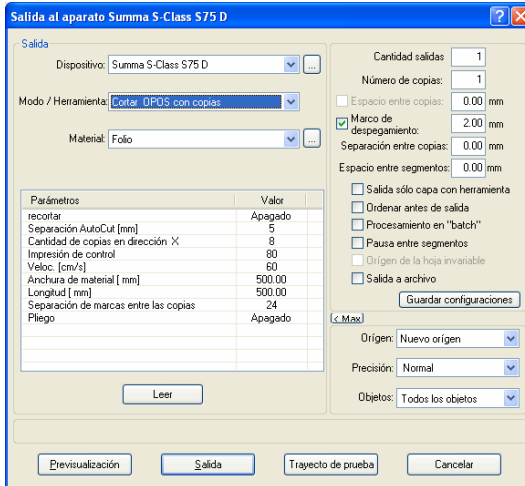 Salida al aparato Summa S-Class S75 D
Salida
Dispositivo: Summa S-Class S75 D ...
Modo / Herramienta: Cortar OPOS con copias
Material: Folio ...
Parámetros Valor
recortar Apagado
Separación AutoCut [mm] 5
Cantidad de copias en dirección X 8
Impresión de control 80
Veloc. [cm/s] 60
Anchura de material [ mm] 500.00
Longitud [ mm] 500.00
Separación de marcas entre las copias 24
Pliego Apagado
Leer
Cantidad salidas 1
Número de copias: 1
Espacio entre copias: 0.00 mm
Marco de despegamiento: 2.00 mm
Separación entre copias: 0.00 mm
Espacio entre segmentos: 0.00 mm
Salida sólo capa con herramienta
Ordenar antes de salida
Procesamiento en "batch"
Pausa entre segmentos
Orígen de la hoja invariable
Salida a archivo
Guardar configuraciones
< Max
Orígen: Nuevo orígen
Precisión: Normal
Objetos: Todos los objetos
Previsualización Salida Trayecto de prueba Cancelar